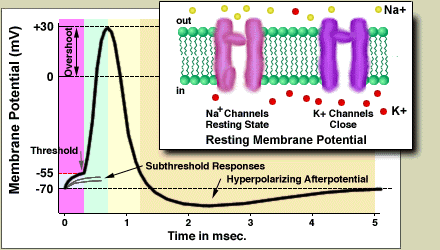 Membrane Potential (mV)
+30
0
-55
-70
Overshoot
Threshold
Subthreshold Responses
Hyperpolarizing Afterpotential
0
1
2
3
4
5
Time in msec.
out
in
Na+
K+
Na+ Channels
Resting State
K+ Channels
Close
Resting Membrane Potential